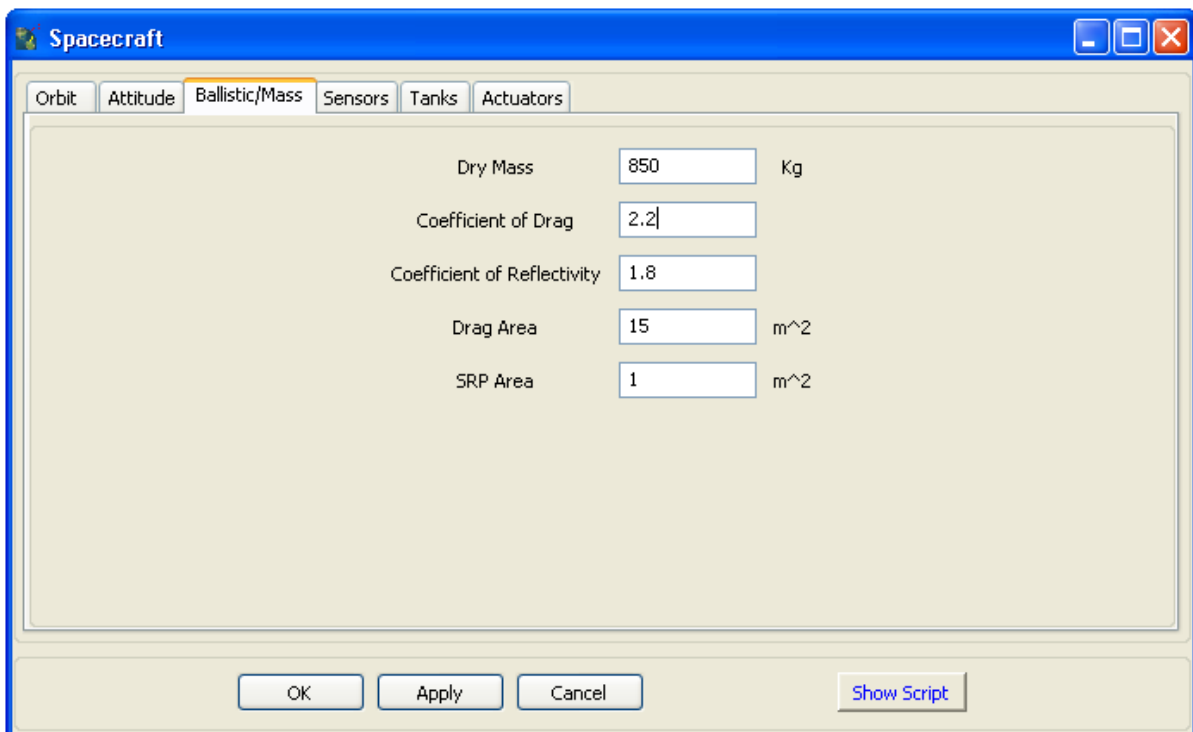 Spacecraft
Orbit Attitude Ballistic/Mass Sensors Tanks Actuators
Dry Mass 850 Kg
Coefficient of Drag 2.2
Coefficient of Reflectivity 1.8
Drag Area 15 m^2
SRP Area 1 m^2
OK Apply Cancel Show Script